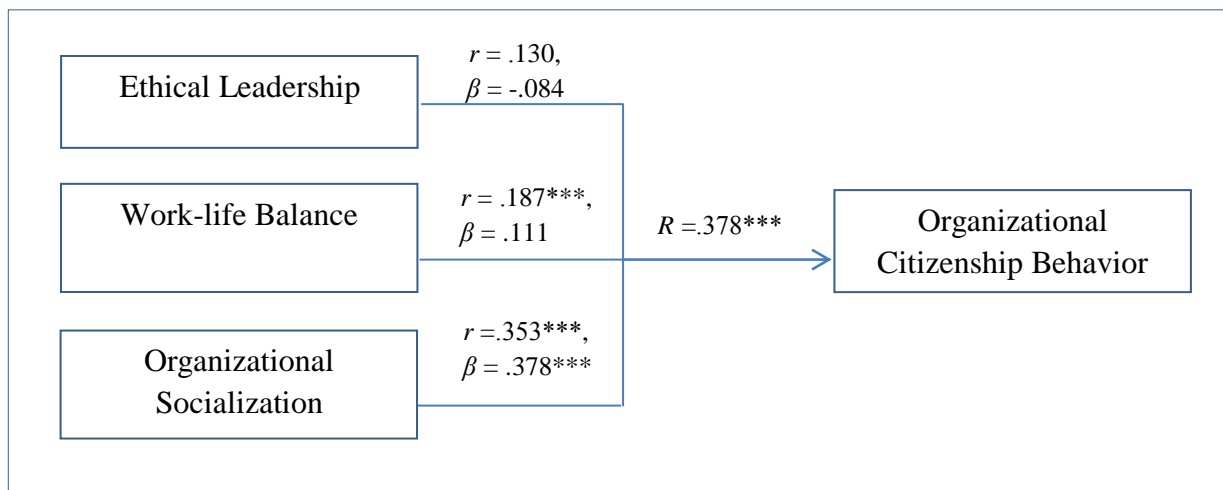 Ethical Leadership
r = .130,
β = -.084
Work-life Balance
r = .187***,
β = .111
Organizational
Socialization
r =.353***,
β = .378***
R =.378***
Organizational
Citizenship Behavior